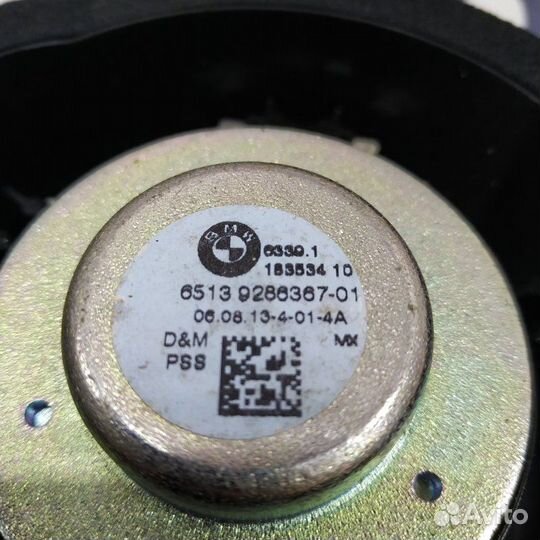 BMW
6339.1
183534 10
6513 9286367-01
06.08.13-4-01-4A
D&M
MX
PSS
Avito